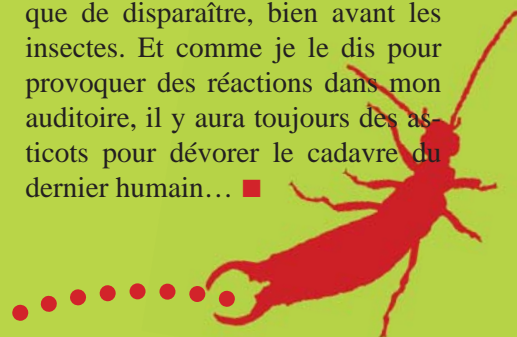 que de disparaître, bien avant les
insectes. Et comme je le dis pour
provoquer des réactions dans mon
auditoire, il y aura toujours des as-
ticots pour dévorer le cadavre du
dernier humain… ■